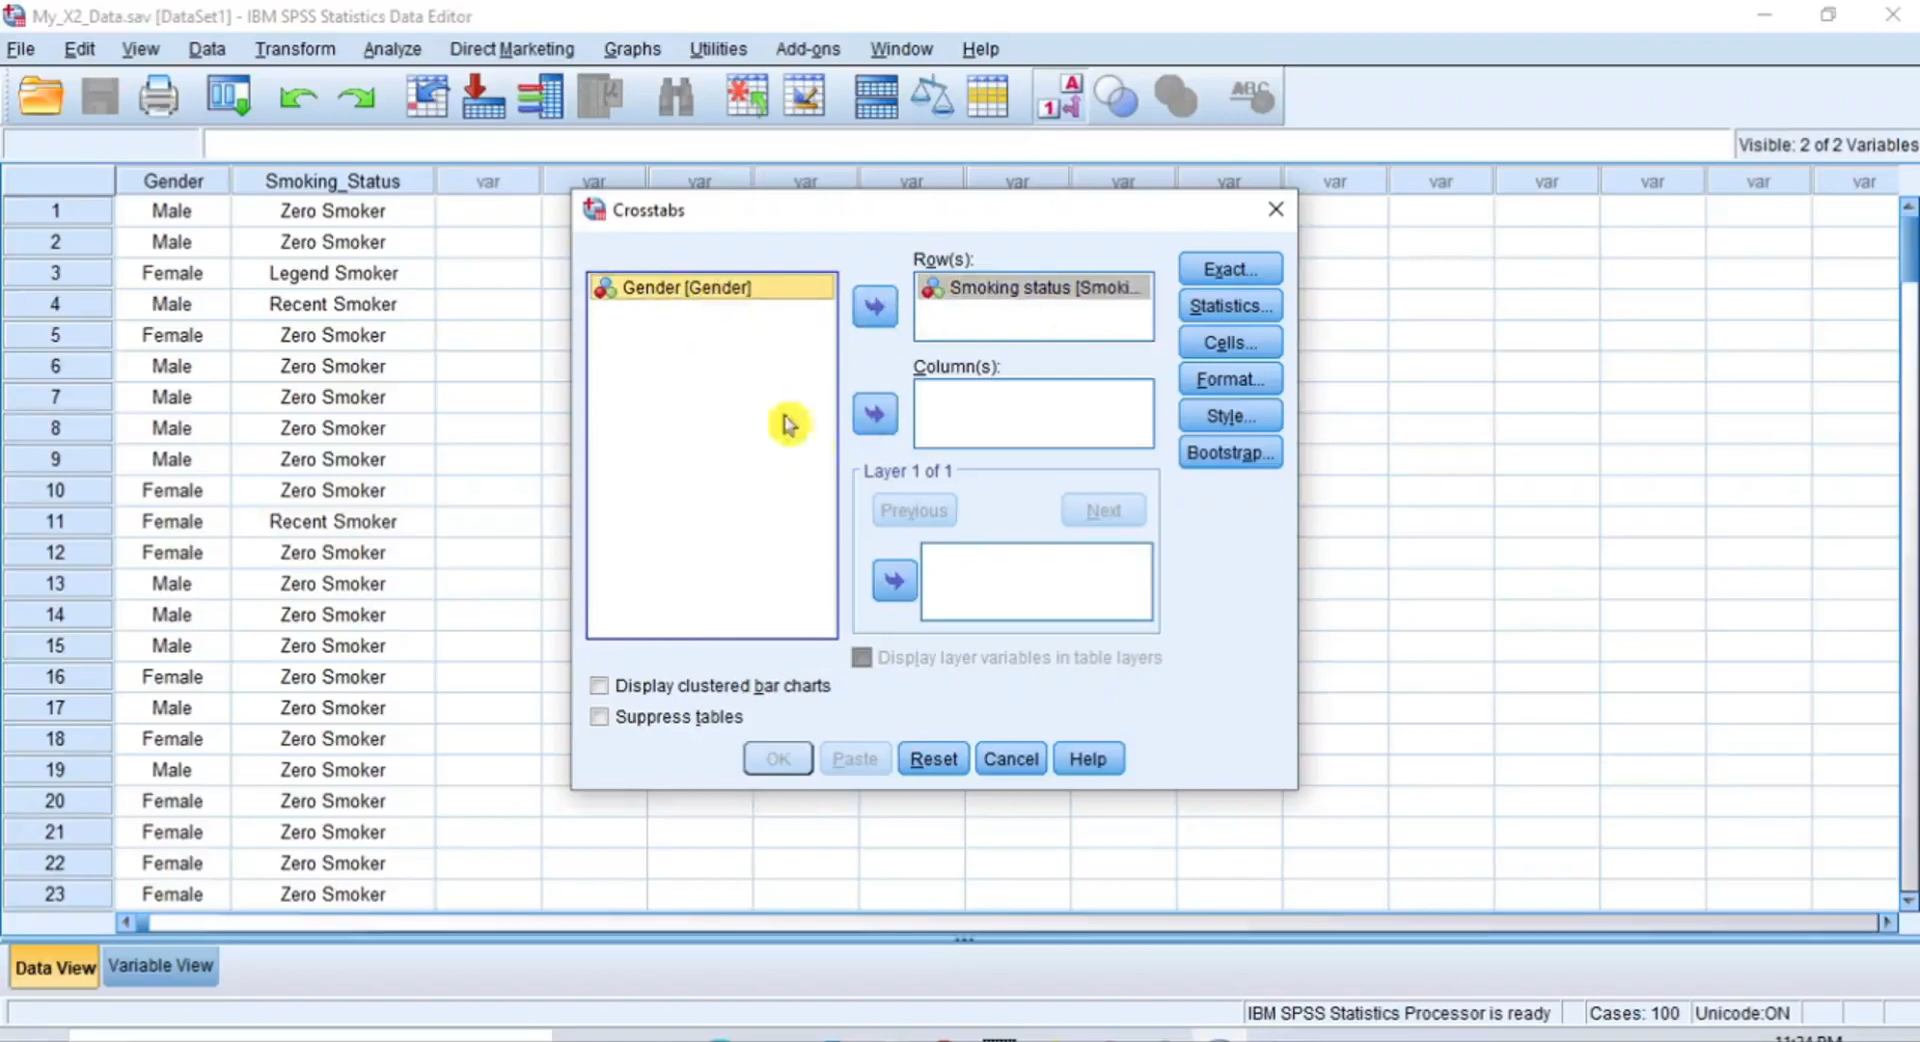 My_X2_Data.sav [DataSet1] - IBM SPSS Statistics Data Editor
File Edit View Data Transform Analyze Direct Marketing Graphs Utilities Add-ons Window Help
A
1
ABC
Visible: 2 of 2 Variables
Gender Smoking_Status var var var var var var var var var var var var var var
1 Male Zero Smoker
2 Male Zero Smoker
3 Female Legend Smoker
4 Male Recent Smoker
5 Female Zero Smoker
6 Male Zero Smoker
7 Male Zero Smoker
8 Male Zero Smoker
9 Male Zero Smoker
10 Female Zero Smoker
11 Female Recent Smoker
12 Female Zero Smoker
13 Male Zero Smoker
14 Male Zero Smoker
15 Male Zero Smoker
16 Female Zero Smoker
17 Male Zero Smoker
18 Female Zero Smoker
19 Male Zero Smoker
20 Female Zero Smoker
21 Female Zero Smoker
22 Female Zero Smoker
23 Female Zero Smoker
Crosstabs
Gender [Gender]
Row(s):
Smoking status [Smoki...
Column(s):
Layer 1 of 1
Previous Next
Display layer variables in table layers
Exact...
Statistics...
Cells...
Format...
Style...
Bootstrap...
Display clustered bar charts
Suppress tables
OK Paste Reset Cancel Help
Data View Variable View
IBM SPSS Statistics Processor is ready Cases: 100 Unicode:ON